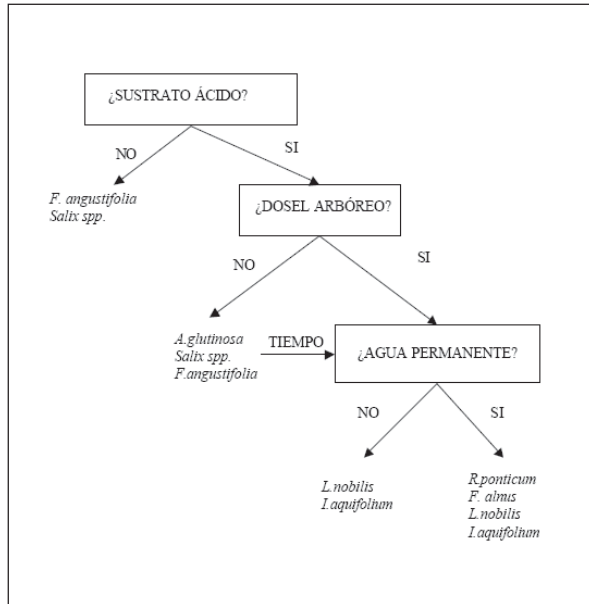 ¿SUSTRATO ÁCIDO?
NO
SI
F. angustifolia
Salix spp.
¿DOSEL ARBÓREO?
NO
SI
A.glutinosa
Salix spp.
F.angustifolia
TIEMPO
¿AGUA PERMANENTE?
NO
SI
L.nobilis
I.aquifolium
R.ponticum
F. alnus
L.nobilis
I.aquifolium